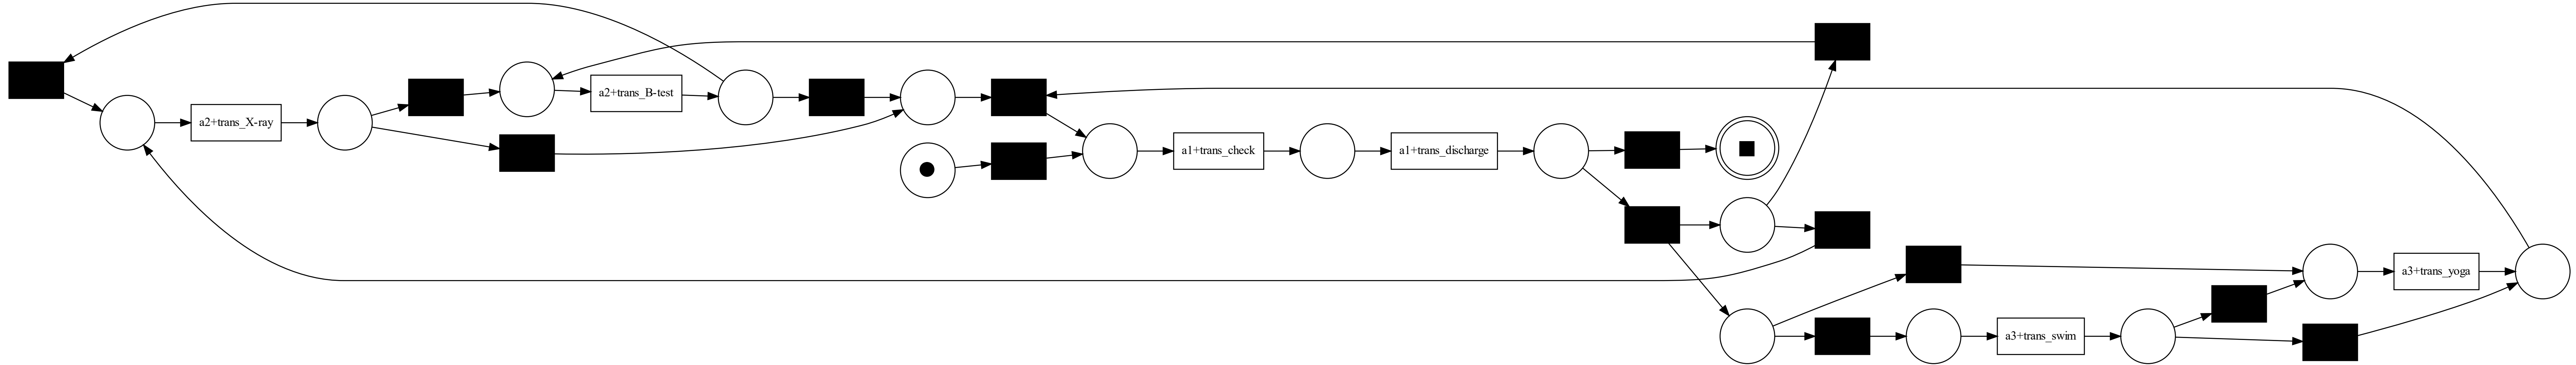 a2+trans_X-ray
a2+trans_B-test
a1+trans_check
a1+trans_discharge
a3+trans_swim
a3+trans_yoga